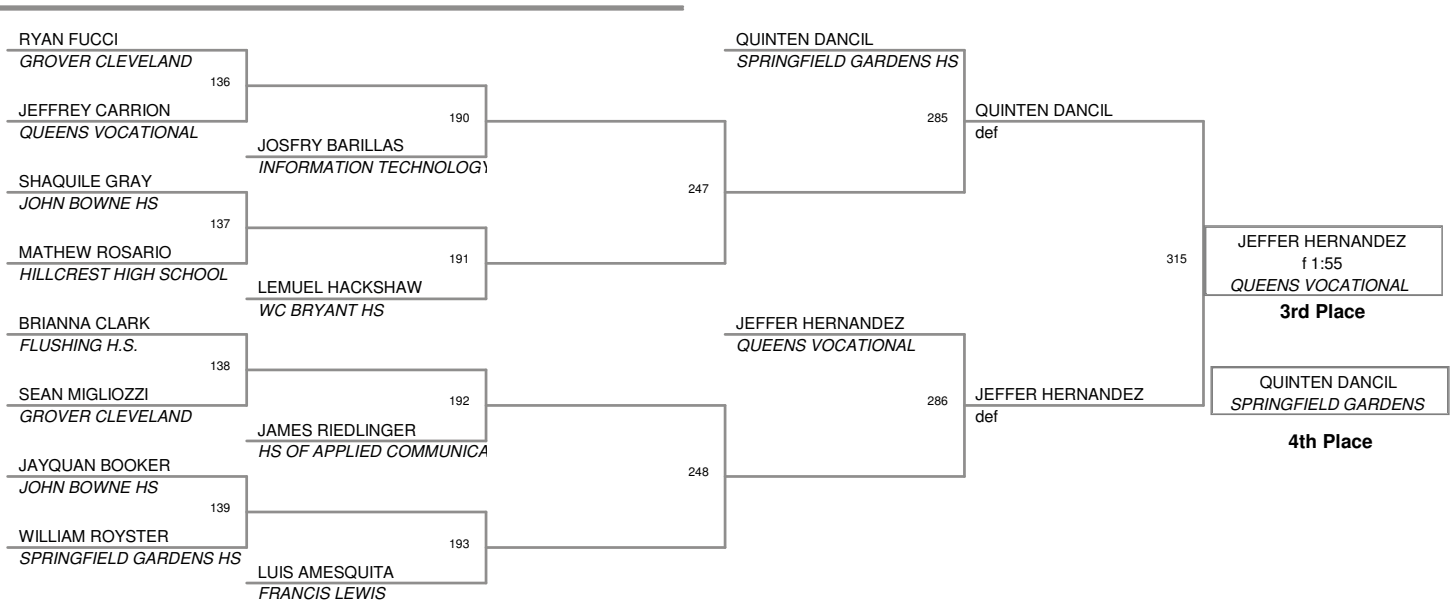 RYAN FUCCI
GROVER CLEVELAND
136
JEFFREY CARRION
QUEENS VOCATIONAL
190
JOSFRY BARILLAS
INFORMATION TECHNOLOGY
SHAQUILE GRAY
JOHN BOWNE HS
137
MATHEW ROSARIO
HILLCREST HIGH SCHOOL
191
LEMUEL HACKSHAW
WC BRYANT HS
247
BRIANNA CLARK
FLUSHING H.S.
138
SEAN MIGLIOZZI
GROVER CLEVELAND
192
JAMES RIEDLINGER
HS OF APPLIED COMMUNICA
JAYQUAN BOOKER
JOHN BOWNE HS
139
WILLIAM ROYSTER
SPRINGFIELD GARDENS HS
193
LUIS AMESQUITA
FRANCIS LEWIS
248
QUINTEN DANCIL
SPRINGFIELD GARDENS HS
285
QUINTEN DANCIL
def
JEFFER HERNANDEZ
QUEENS VOCATIONAL
286
JEFFER HERNANDEZ
def
315
JEFFER HERNANDEZ
f 1:55
QUEENS VOCATIONAL
3rd Place
QUINTEN DANCIL
SPRINGFIELD GARDENS
4th Place